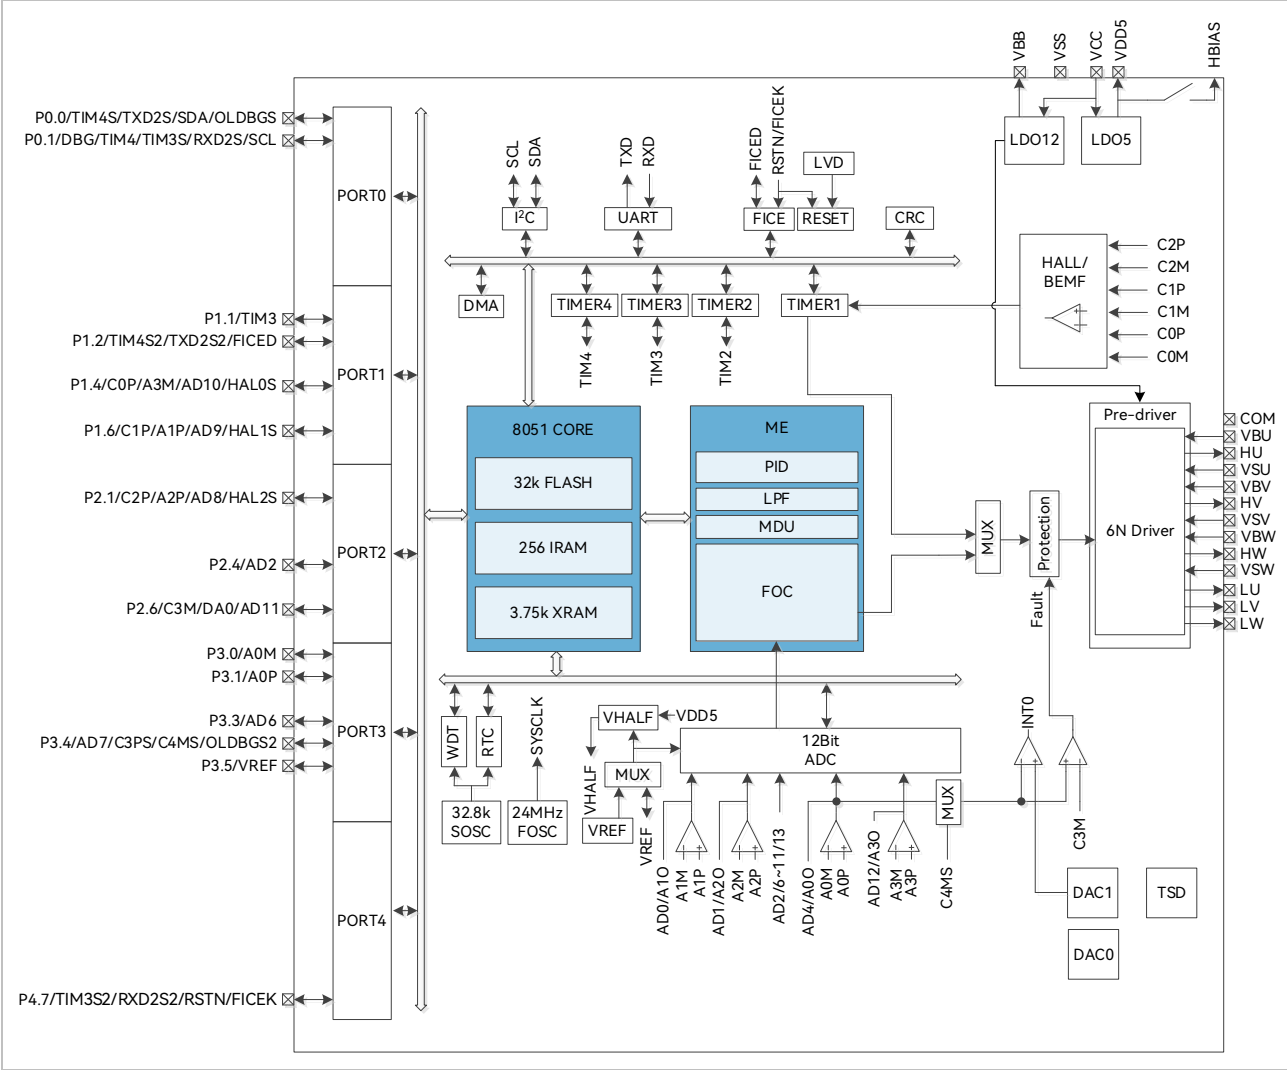 VBB
VSS
VCC
VDD5
HBIAS
P0.0/TIM4S/TXD2S/SDA/OLDBGS
P0.1/DBG/TIM4/TIM3S/RXD2S/SCL
PORT0
P1.1/TIM3
P1.2/TIM4S2/TXD2S2/FICED
P1.4/C0P/A3M/AD10/HAL0S
P1.6/C1P/A1P/AD9/HAL1S
PORT1
P2.1/C2P/A2P/AD8/HAL2S
P2.4/AD2
P2.6/C3M/DA0/AD11
PORT2
P3.0/A0M
P3.1/A0P
P3.3/AD6
P3.4/AD7/C3PS/C4MS/OLDBGS2
P3.5/VREF
PORT3
PORT4
P4.7/TIM3S2/RXD2S2/RSTN/FICEK
SCL
SDA
I²C
TXD
RXD
UART
FICED
RSTN/FICEK
LVD
FICE
RESET
CRC
LDO12
LDO5
DMA
TIMER4
TIMER3
TIMER2
TIMER1
TIM4
TIM3
TIM2
HALL/
BEMF
C2P
C2M
C1P
C1M
C0P
C0M
8051 CORE
32k FLASH
256 IRAM
3.75k XRAM
ME
PID
LPF
MDU
FOC
MUX
Protection
Fault
Pre-driver
6N Driver
COM
VBU
HU
VSU
VBV
HV
VSV
VBW
HW
VSW
LU
LV
LW
WDT
RTC
SYSCLK
32.8k
SOSC
24MHz
FOSC
VHALF
VDD5
VHALF
MUX
VREF
VREF
12Bit
ADC
AD0/A1O
A1M
A1P
AD1/A2O
A2M
A2P
AD2/6~11/13
AD4/A0O
A0M
A0P
AD12/A3O
A3M
A3P
MUX
C4MS
INT0
C3M
DAC1
TSD
DAC0